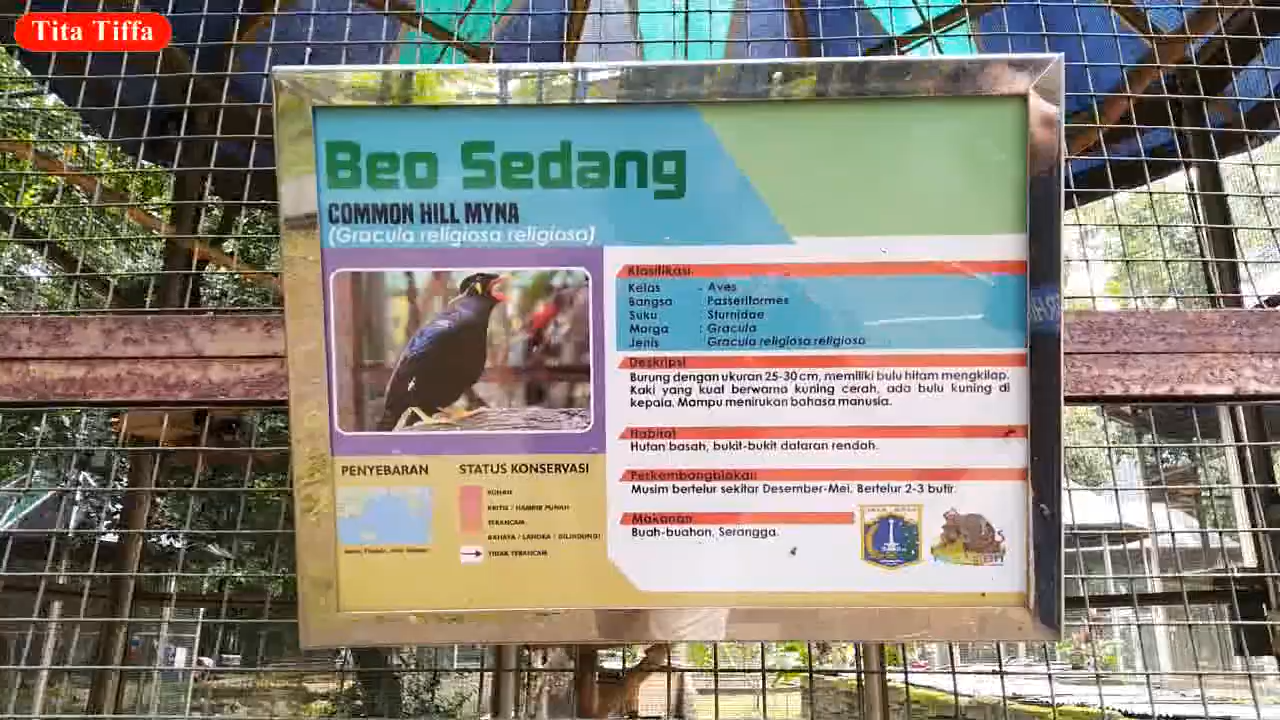 Tita Tiffa
Beo Sedang
COMMON HILL MYNA
(Gracula religiosa religiosa)
Klasifikasi
Kelas : Aves
Bangsa : Passeriformes
Suku : Sturnidae
Marga : Gracula
Jenis : Gracula religiosa religiosa
Deskripsi
Burung dengan ukuran 25-30 cm, memiliki bulu hitam mengkilap.
Kaki yang kuat berwarna kuning cerah, ada bulu kuning di
kepala. Mampu menirukan bahasa manusia.
Habitat
Hutan basah, bukit-bukit dataran rendah.
Perkembangbiakan
Musim bertelur sekitar Desember-Mei. Bertelur 2-3 butir.
Makanan
Buah-buahan, Serangga.
PENYEBARAN
STATUS KONSERVASI
PUNAH
KRITIS / HAMPIR PUNAH
TERANCAM
BAHAYA / LANGKA / DILINDUNGI
TIDAK TERANCAM
JAYA RAYA